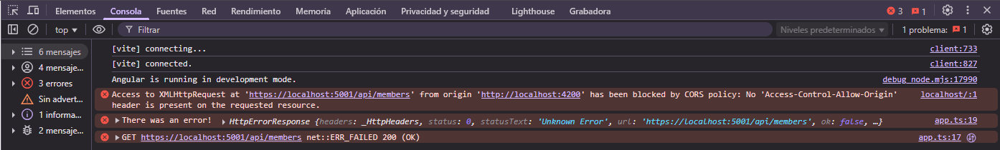 Elementos Consola Fuentes Red Rendimiento Memoria Aplicación Privacidad y seguridad Lighthouse Grabadora 3 1
top Filtrar Niveles predeterminados 1 problema: 1
6 mensajes
4 mensaje...
3 errores
Sin advert...
1 informa...
2 mensaje...
[vite] connecting... client:733
[vite] connected. client:827
Angular is running in development mode. debug_node.mjs:17990
Access to XMLHttpRequest at 'https://localhost:5001/api/members' from origin 'http://localhost:4200' has been blocked by CORS policy: No 'Access-Control-Allow-Origin' localhost/:1
header is present on the requested resource.
There was an error! HttpErrorResponse {headers: _HttpHeaders, status: 0, statusText: 'Unknown Error', url: 'https://localhost:5001/api/members', ok: false, …} app.ts:19
GET https://localhost:5001/api/members net::ERR_FAILED 200 (OK) app.ts:17